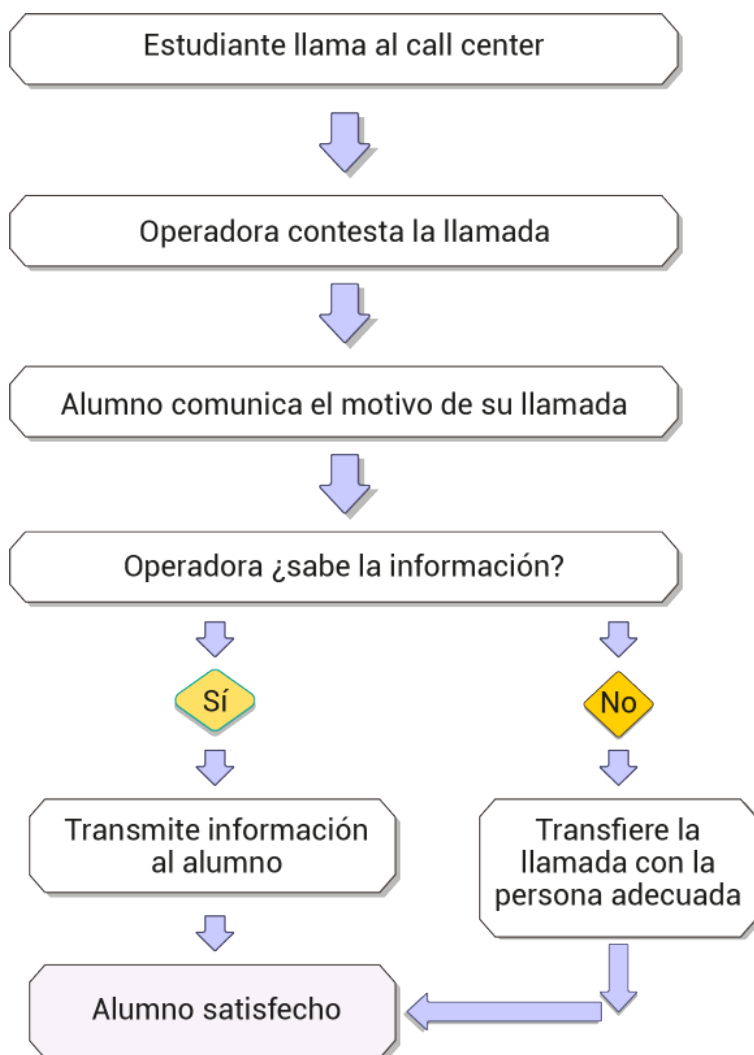 Estudiante llama al call center
Operadora contesta la llamada
Alumno comunica el motivo de su llamada
Operadora ¿sabe la información?
Sí
No
Transmite información
al alumno
Transfiere la
llamada con la
persona adecuada
Alumno satisfecho